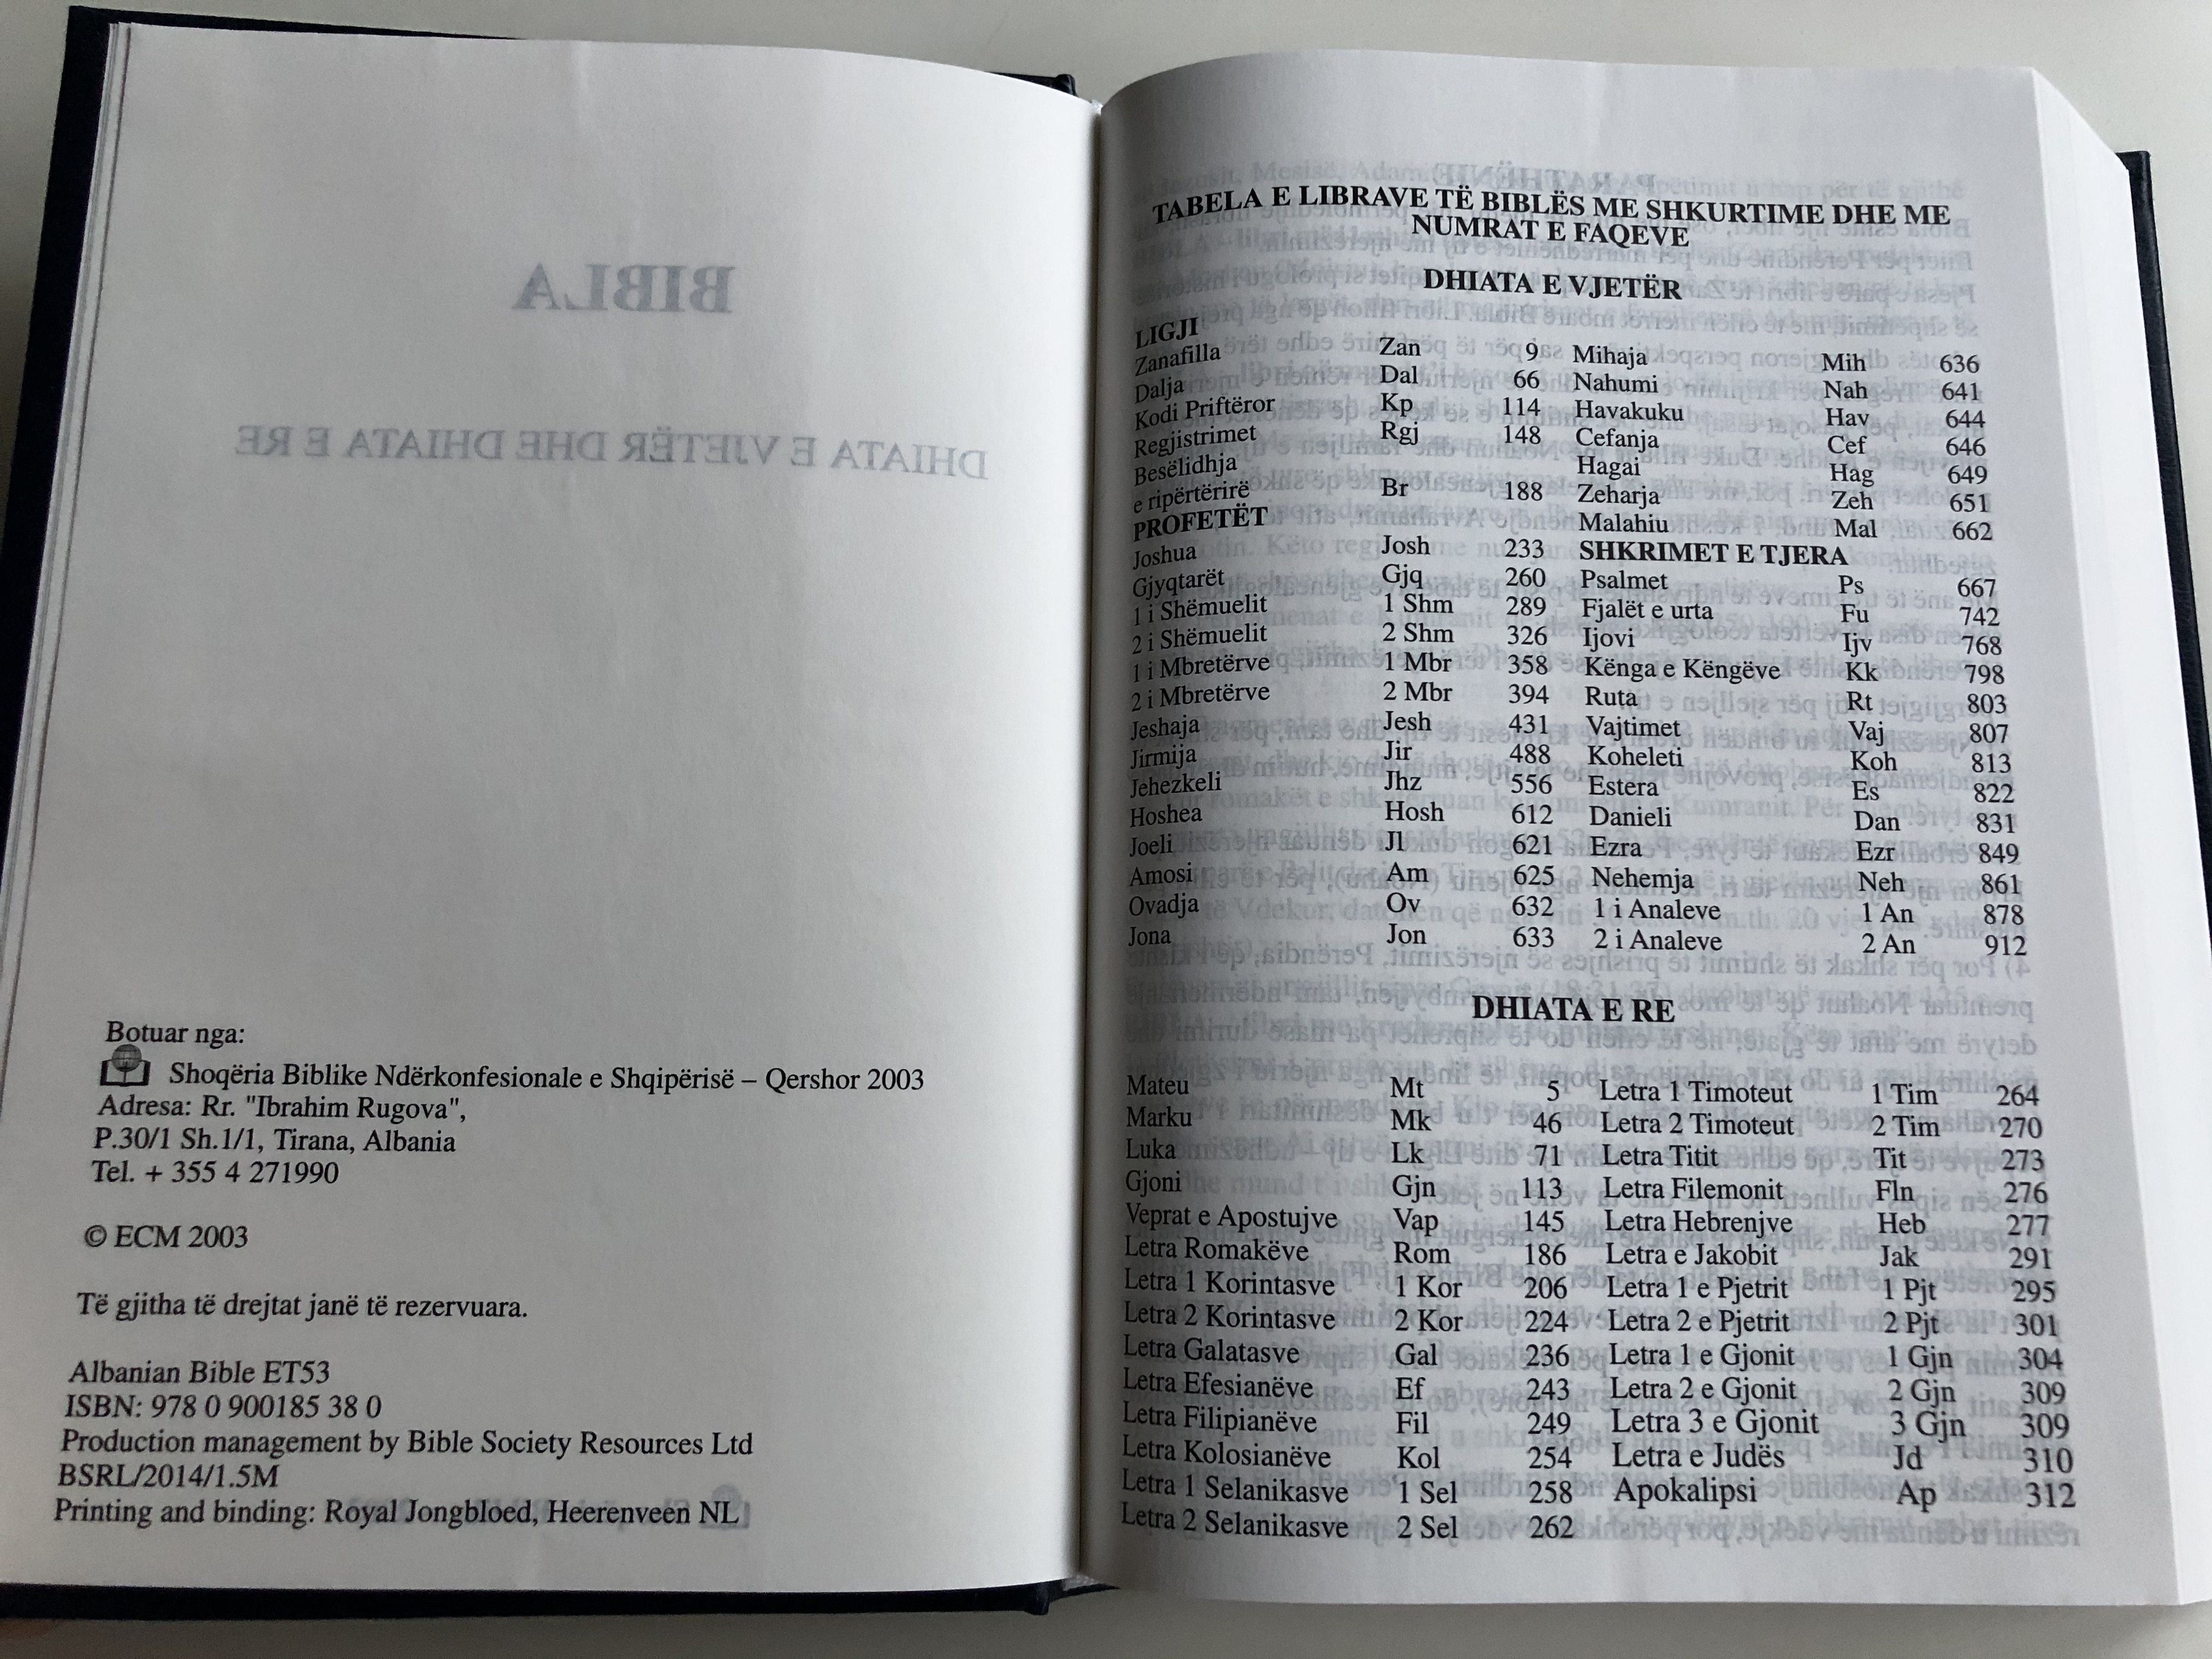 BIBLA
DHIATA E VJETËR DHE DHIATA E RE
Botuar nga:
Shoqëria Biblike Ndërkonfesionale e Shqipërisë – Qershor 2003
Adresa: Rr. "Ibrahim Rugova",
P.30/1 Sh.1/1, Tirana, Albania
Tel. + 355 4 271990
© ECM 2003
Të gjitha të drejtat janë të rezervuara.
Albanian Bible ET53
ISBN: 978 0 900185 38 0
Production management by Bible Society Resources Ltd
BSRL/2014/1.5M
Printing and binding: Royal Jongbloed, Heerenveen NL
TABELA E LIBRAVE TË BIBLËS ME SHKURTIME DHE ME
NUMRAT E FAQEVE
DHIATA E VJETËR
LIGJI
Zanafilla Zan 9
Dalja Dal 66
Kodi Priftëror Kp 114
Regjistrimet Rgj 148
Besëlidhja
e ripërtërirë Br 188
PROFETËT
Joshua Josh 233
Gjyqtarët Gjq 260
1 i Shëmuelit 1 Shm 289
2 i Shëmuelit 2 Shm 326
1 i Mbretërve 1 Mbr 358
2 i Mbretërve 2 Mbr 394
Jeshaja Jesh 431
Jirmija Jir 488
Jehezkeli Jhz 556
Hoshea Hosh 612
Joeli Jl 621
Amosi Am 625
Ovadja Ov 632
Jona Jon 633
Mihaja Mih 636
Nahumi Nah 641
Havakuku Hav 644
Cefanja Cef 646
Hagai Hag 649
Zeharja Zeh 651
Malahiu Mal 662
SHKRIMET E TJERA
Psalmet Ps 667
Fjalët e urta Fu 742
Ijovi Ijv 768
Kënga e Këngëve Kk 798
Ruta Rt 803
Vajtimet Vaj 807
Koheleti Koh 813
Estera Es 822
Danieli Dan 831
Ezra Ezr 849
Nehemja Neh 861
1 i Analeve 1 An 878
2 i Analeve 2 An 912
DHIATA E RE
Mateu Mt 5
Marku Mk 46
Luka Lk 71
Gjoni Gjn 113
Veprat e Apostujve Vap 145
Letra Romakëve Rom 186
Letra 1 Korintasve 1 Kor 206
Letra 2 Korintasve 2 Kor 224
Letra Galatasve Gal 236
Letra Efesianëve Ef 243
Letra Filipianëve Fil 249
Letra Kolosianëve Kol 254
Letra 1 Selanikasve 1 Sel 258
Letra 2 Selanikasve 2 Sel 262
Letra 1 Timoteut 1 Tim 264
Letra 2 Timoteut 2 Tim 270
Letra Titit Tit 273
Letra Filemonit Fln 276
Letra Hebrenjve Heb 277
Letra e Jakobit Jak 291
Letra 1 e Pjetrit 1 Pjt 295
Letra 2 e Pjetrit 2 Pjt 301
Letra 1 e Gjonit 1 Gjn 304
Letra 2 e Gjonit 2 Gjn 309
Letra 3 e Gjonit 3 Gjn 309
Letra e Judës Jd 310
Apokalipsi Ap 312